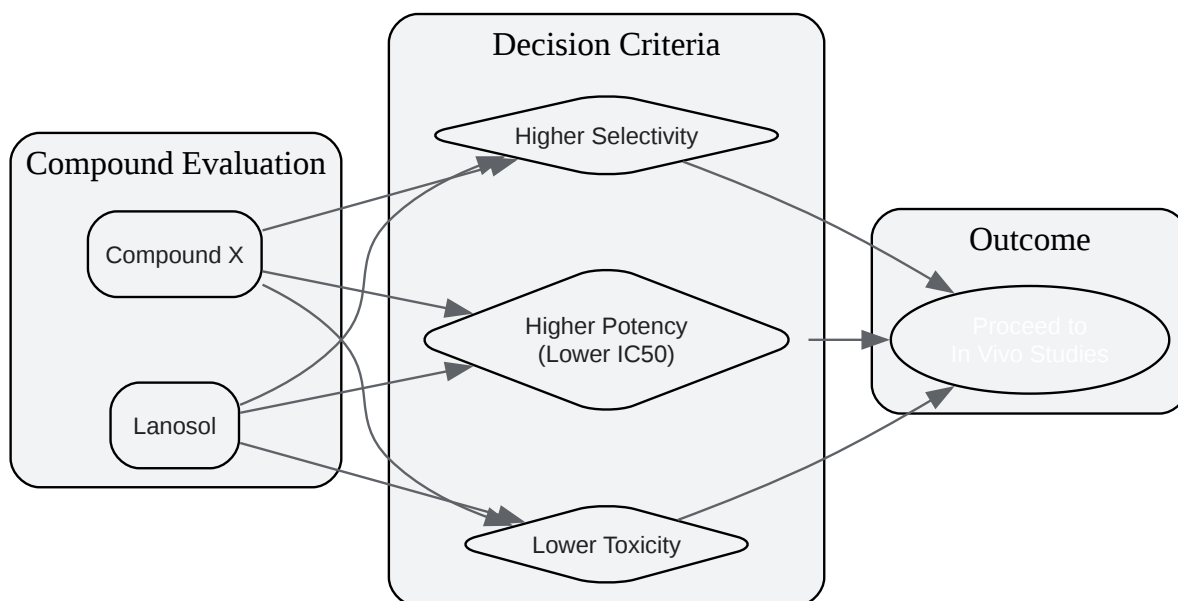 Compound Evaluation
Compound X
Lanosol
Decision Criteria
Higher Selectivity
Higher Potency
(Lower IC50)
Lower Toxicity
Outcome
Proceed to
In Vivo Studies